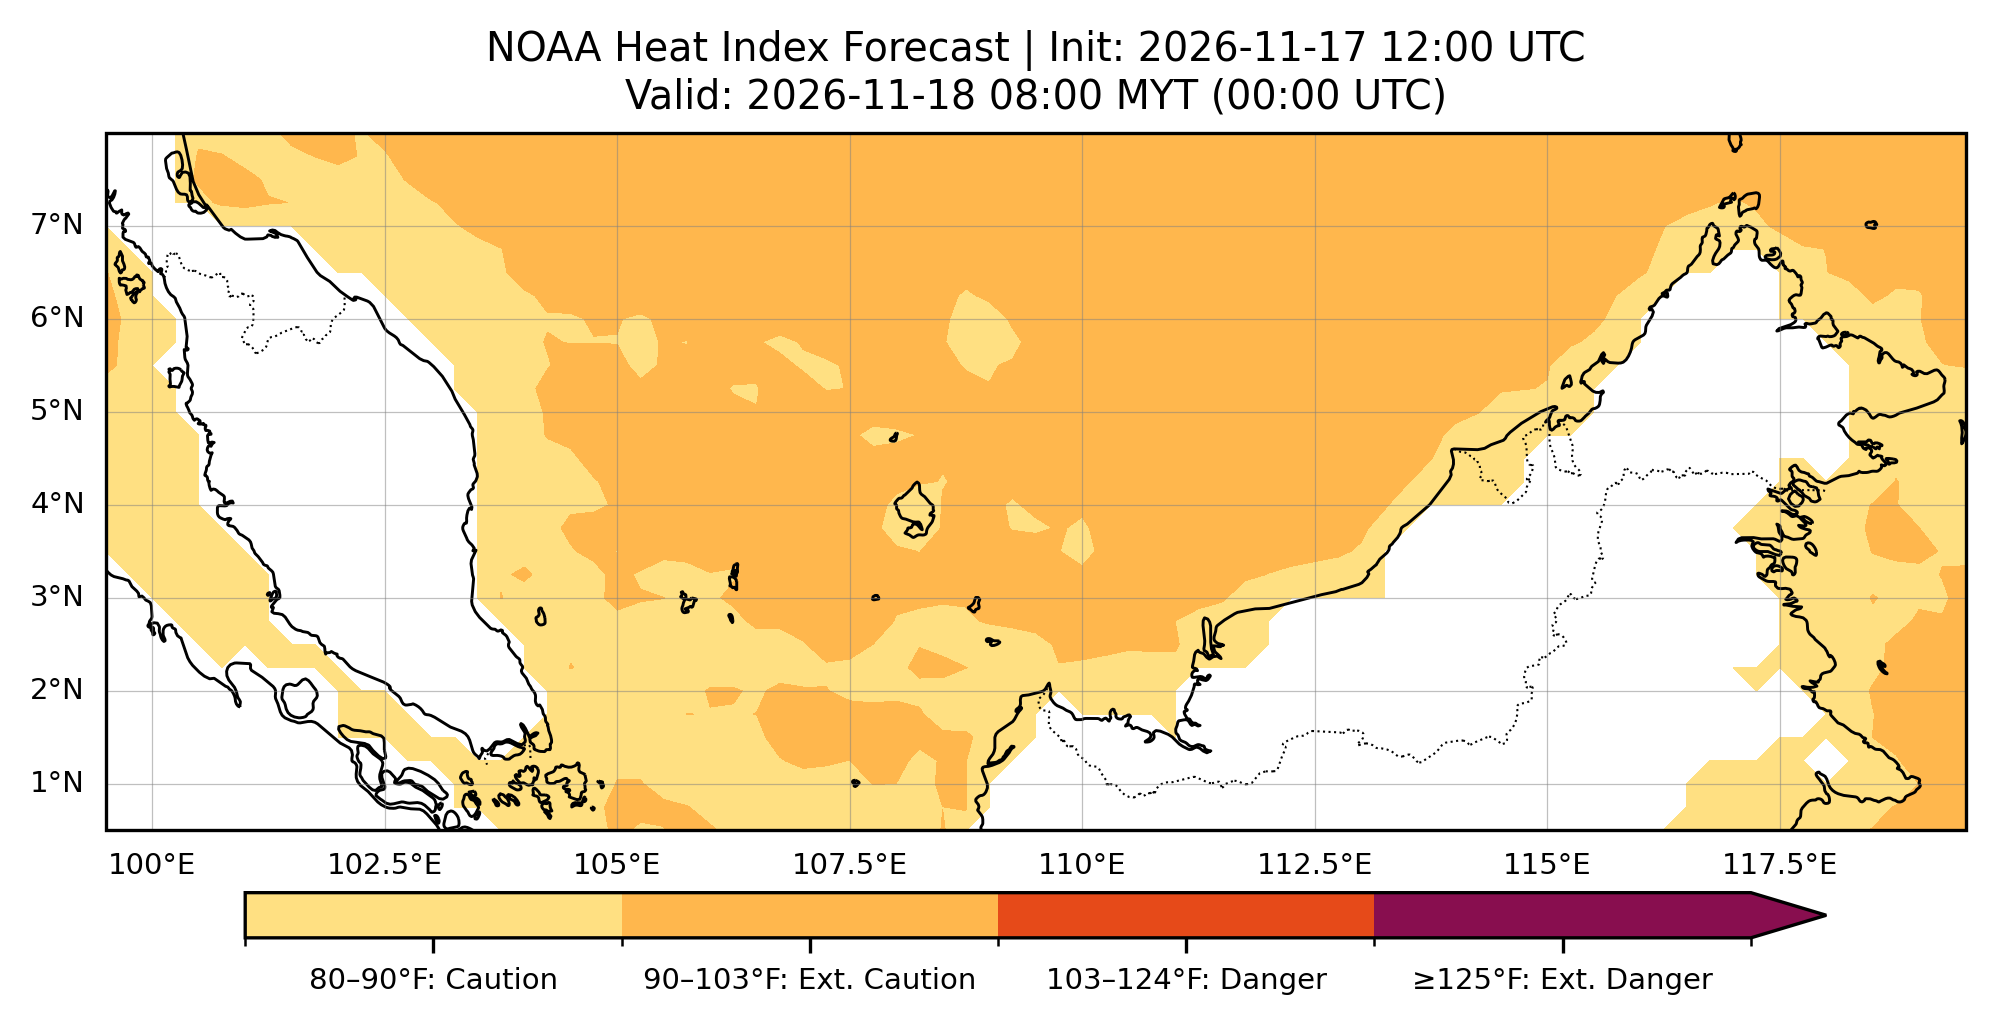 NOAA Heat Index Forecast | Init: 2026-11-17 12:00 UTC
Valid: 2026-11-18 08:00 MYT (00:00 UTC)
7°N
6°N
5°N
4°N
3°N
2°N
1°N
100°E
102.5°E
105°E
107.5°E
110°E
112.5°E
115°E
117.5°E
80–90°F: Caution
90–103°F: Ext. Caution
103–124°F: Danger
≥125°F: Ext. Danger